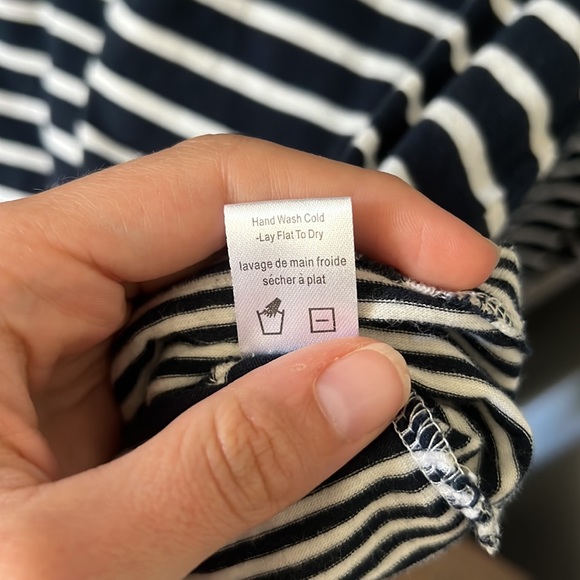 Hand Wash Cold
-Lay Flat To Dry
lavage de main froide
sécher à plat